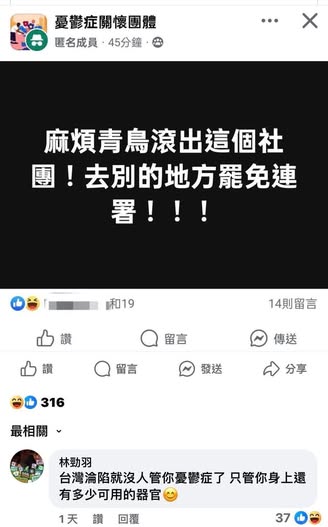 憂鬱症關懷團體
匿名成員 · 45分鐘 ·
麻煩青鳥滾出這個社
團！去別的地方罷免連
署！！！
和19
14則留言
讚 留言 傳送
讚 留言 發送 分享
316
最相關
林勁羽
台灣淪陷就沒人管你憂鬱症了 只管你身上還
有多少可用的器官😊
1天 讚 回覆 37